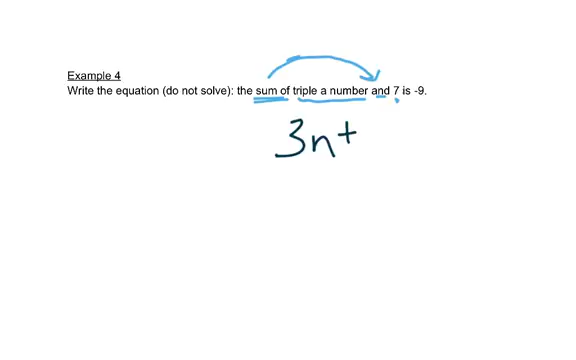 Example 4
Write the equation (do not solve): the sum of triple a number and 7 is -9.
3n+